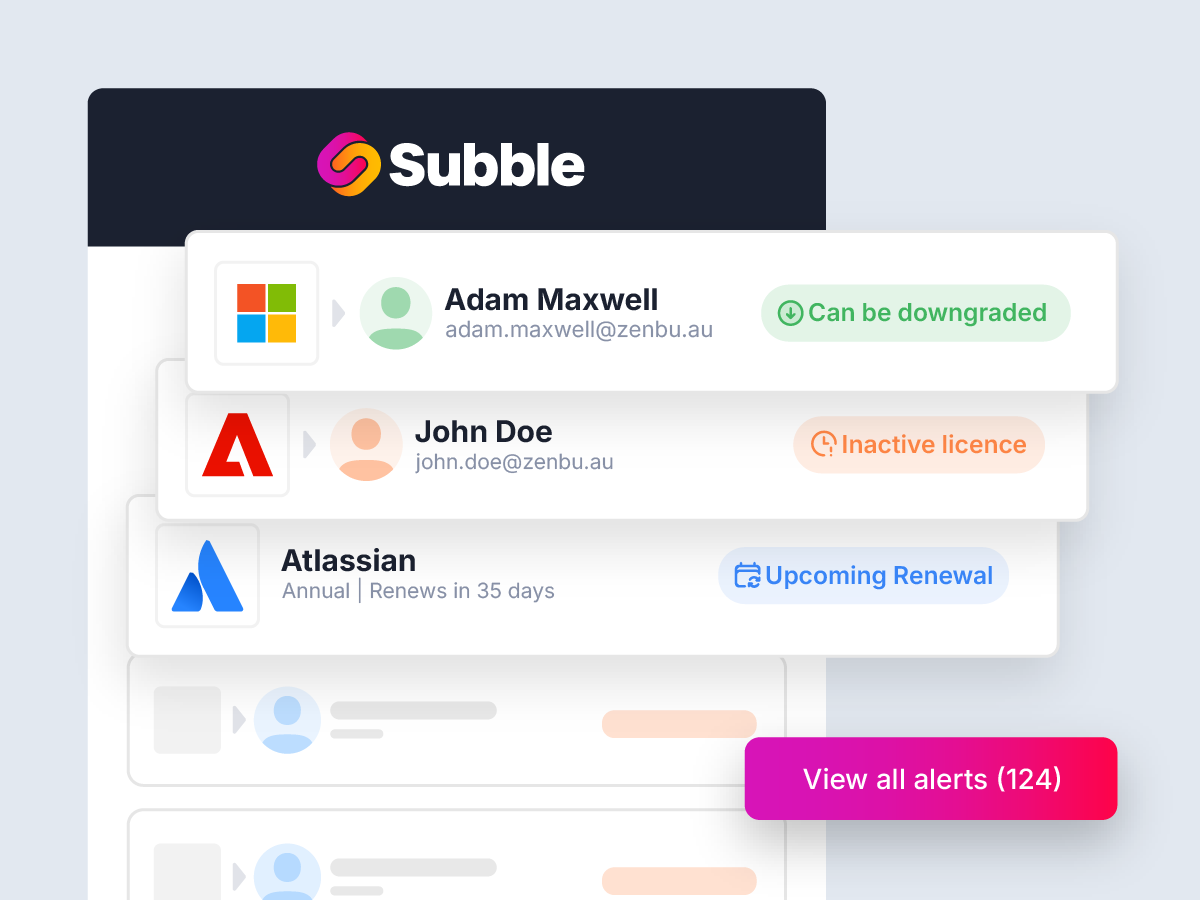 Subble
Adam Maxwell
adam.maxwell@zenbu.au
Can be downgraded
John Doe
john.doe@zenbu.au
Inactive licence
Atlassian
Annual | Renews in 35 days
Upcoming Renewal
View all alerts (124)